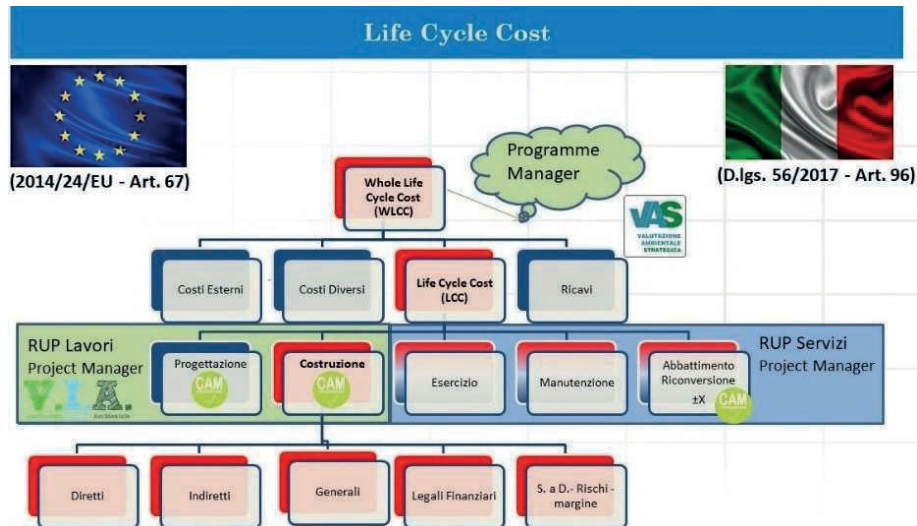 Life Cycle Cost
(2014/24/EU - Art. 67)
(D.lgs. 56/2017 - Art. 96)
Programme
Manager
Whole Life
Cycle Cost
(WLCC)
VAS
VALUTAZIONE
AMBIENTALE
STRATEGICA
Costi Esterni
Costi Diversi
Life Cycle Cost
(LCC)
Ricavi
RUP Lavori
Project Manager
V.I.A.
Progettazione
CAM
Costruzione
CAM
Esercizio
Manutenzione
Abbattimento
Riconversione
±X
CAM
RUP Servizi
Project Manager
Diretti
Indiretti
Generali
Legali Finanziari
S. a D.- Rischi -
margine